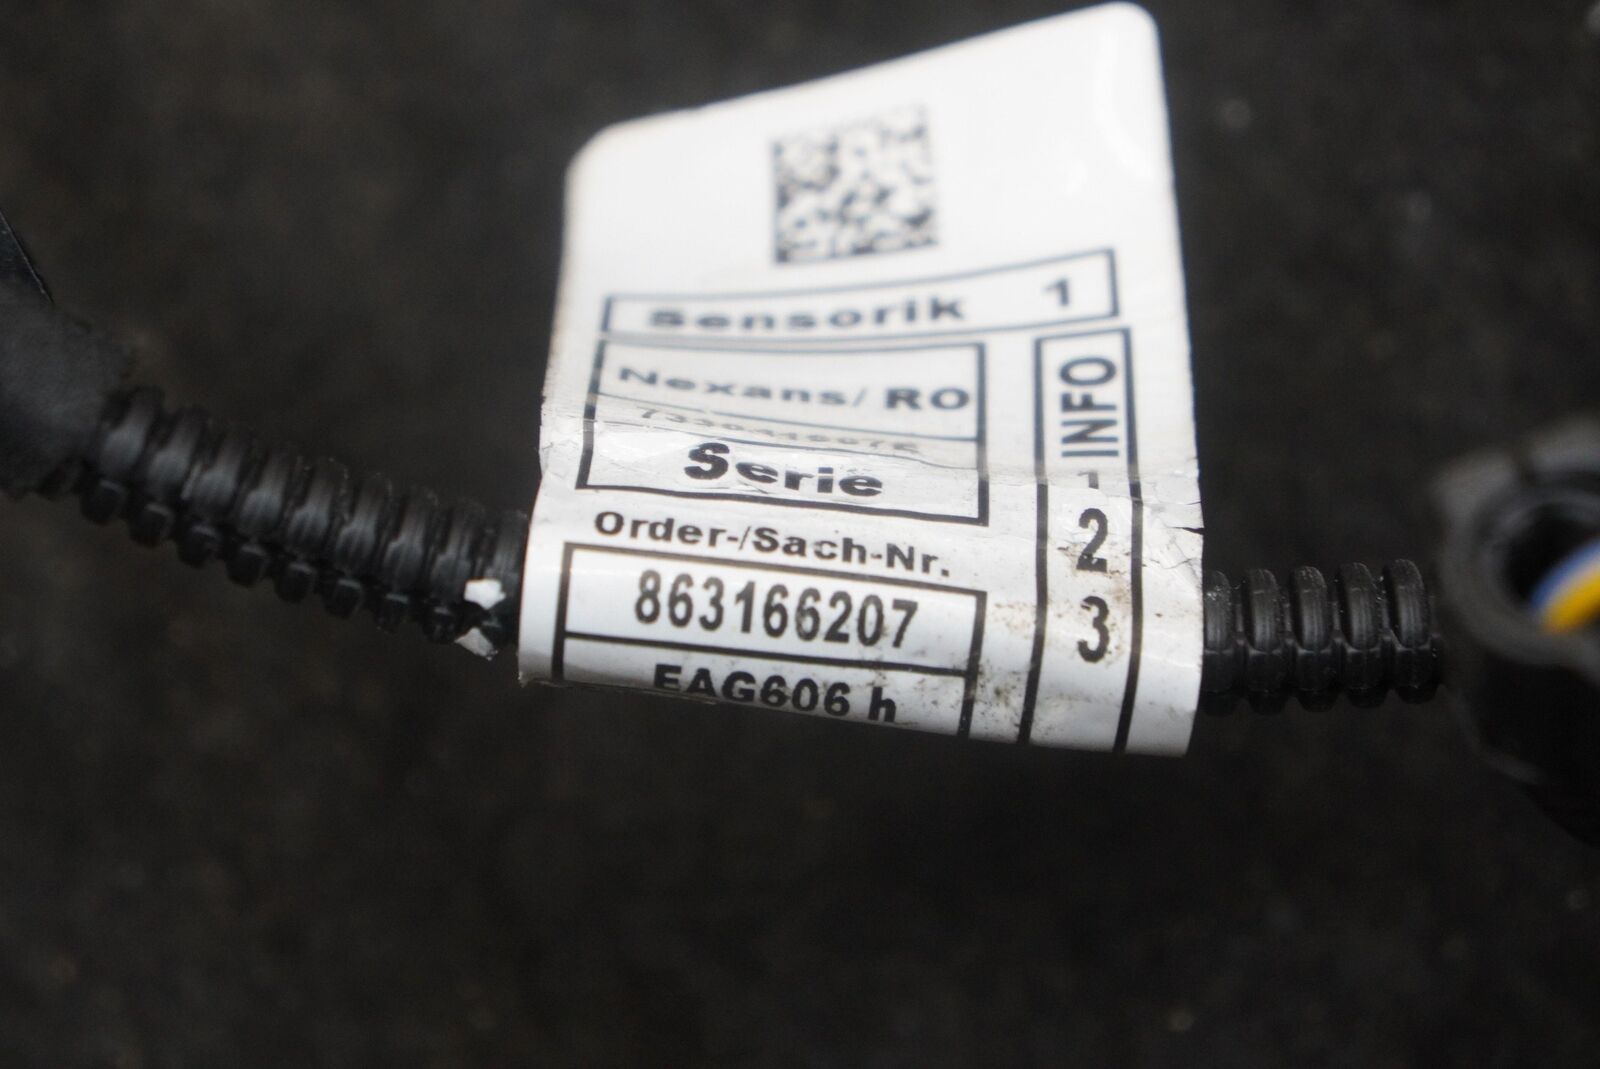 Sensorik 1
Nexans/ RO
Serie
Order-/Sach-Nr.
863166207
EAG606 h
INFO
1
2
3